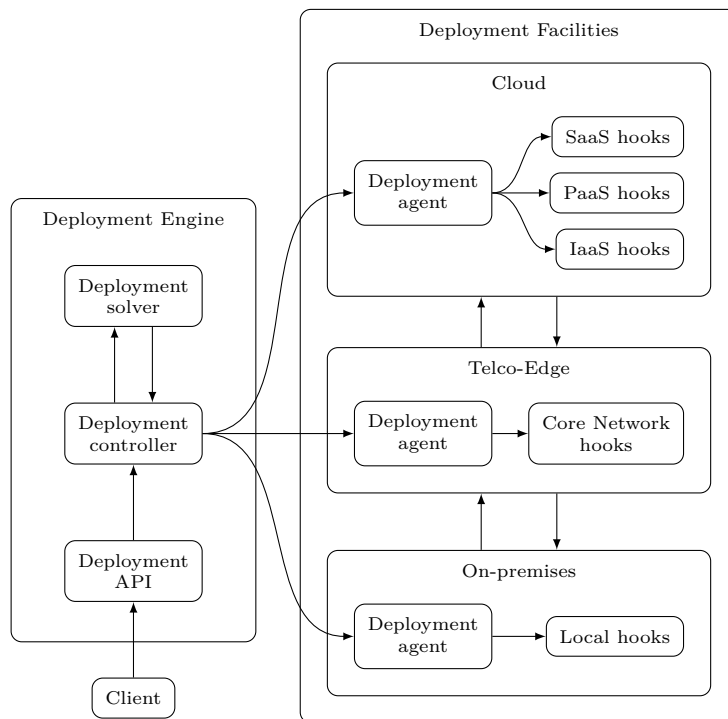 Deployment Facilities
Cloud
SaaS hooks
Deployment
agent
PaaS hooks
IaaS hooks
Deployment Engine
Deployment
solver
Telco-Edge
Deployment
controller
Deployment
agent
Core Network
hooks
Deployment
API
On-premises
Deployment
agent
Local hooks
Client